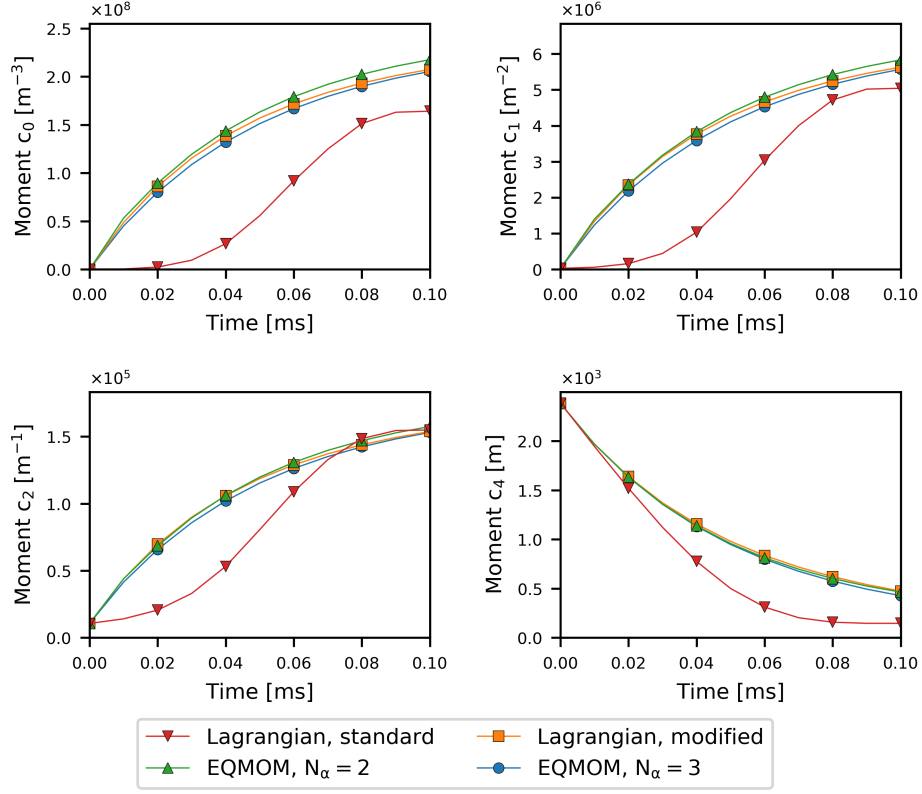 ×10⁸
×10⁶
2.5
2.0
1.5
1.0
0.5
0.0
Moment c₀ [m⁻³]
0.00 0.02 0.04 0.06 0.08 0.10
Time [ms]
6
5
4
3
2
1
0
Moment c₁ [m⁻²]
0.00 0.02 0.04 0.06 0.08 0.10
Time [ms]
×10⁵
×10³
1.5
1.0
0.5
0.0
Moment c₂ [m⁻¹]
0.00 0.02 0.04 0.06 0.08 0.10
Time [ms]
2.0
1.5
1.0
0.5
0.0
Moment c₄ [m]
0.00 0.02 0.04 0.06 0.08 0.10
Time [ms]
Lagrangian, standard
Lagrangian, modified
EQMOM, Nα = 2
EQMOM, Nα = 3